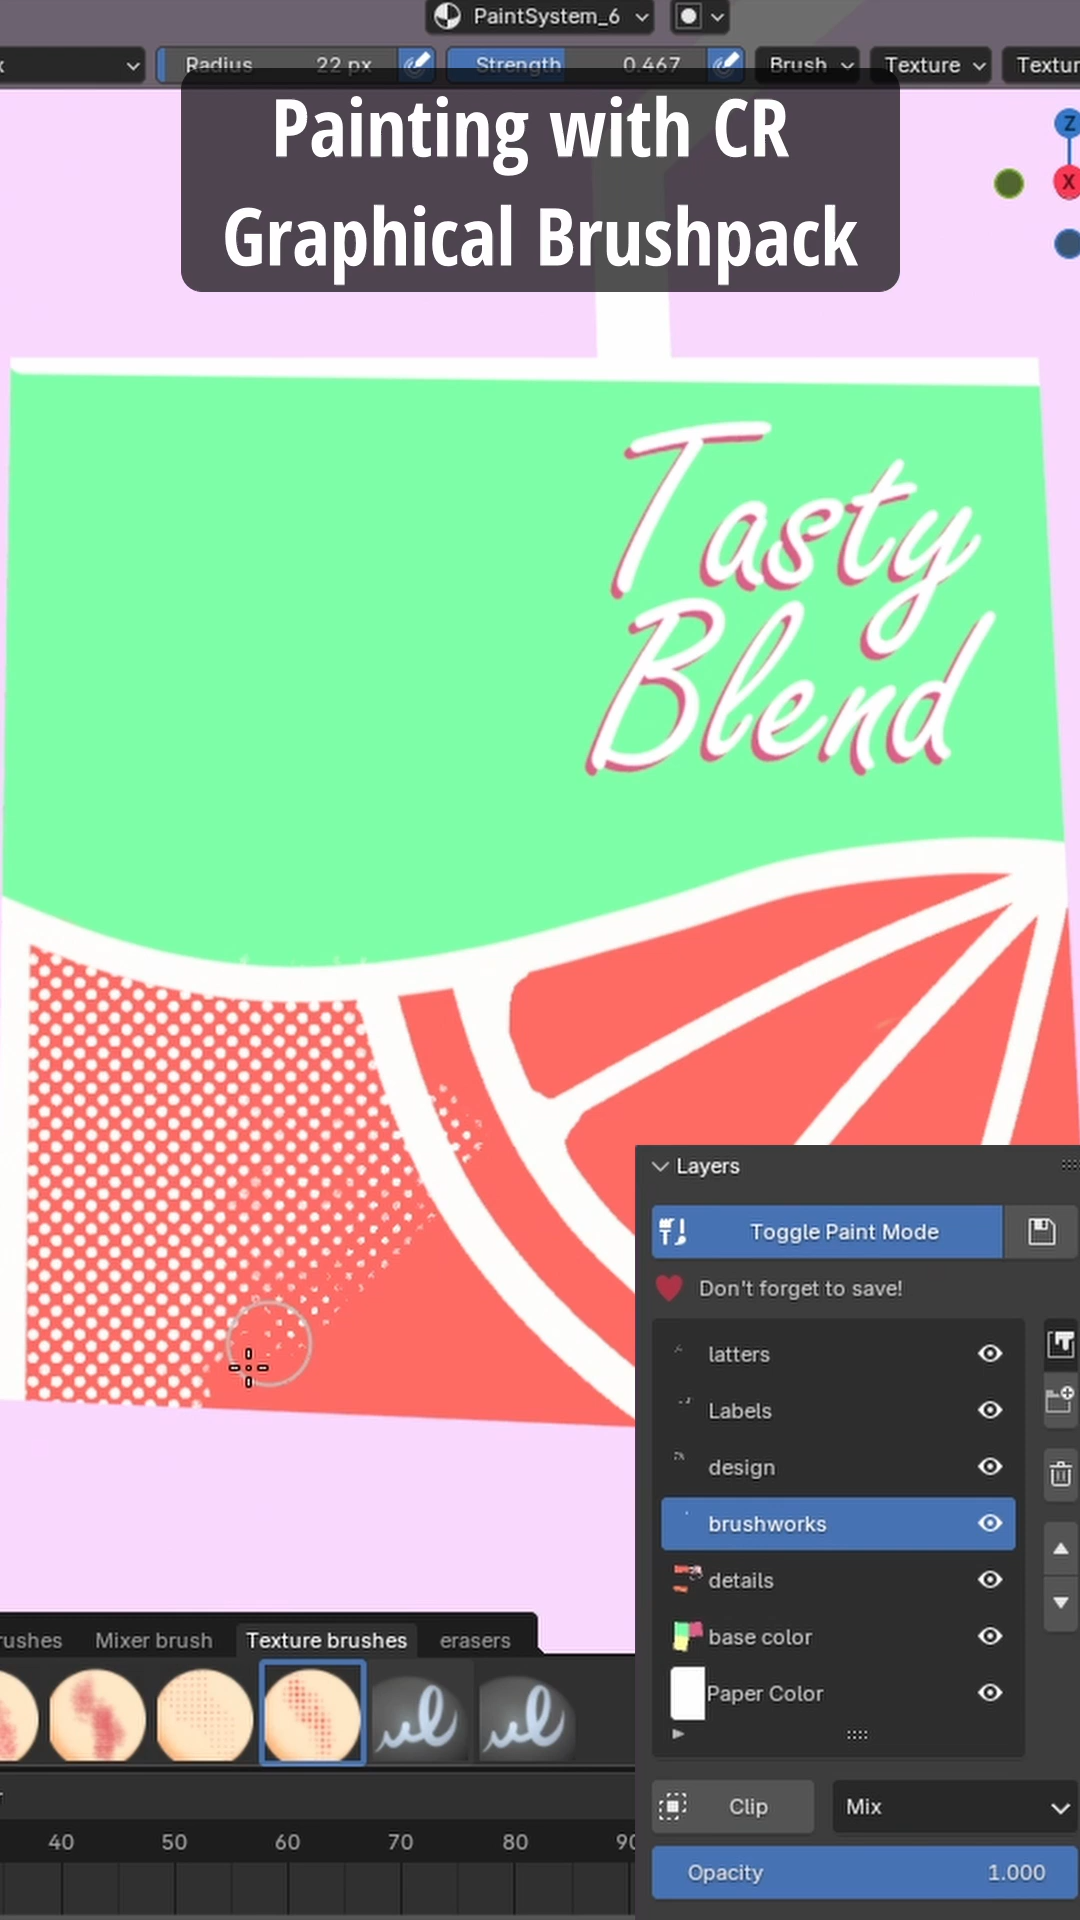 PaintSystem_6
Radius 22 px Strength 0.467 Brush Texture Textur
Painting with CR
Graphical Brushpack
Z
X
Tasty
Blend
Layers
Toggle Paint Mode
Don't forget to save!
latters
Labels
design
brushworks
details
base color
Paper Color
rushes Mixer brush Texture brushes erasers
Clip Mix
40 50 60 70 80 90
Opacity 1.000